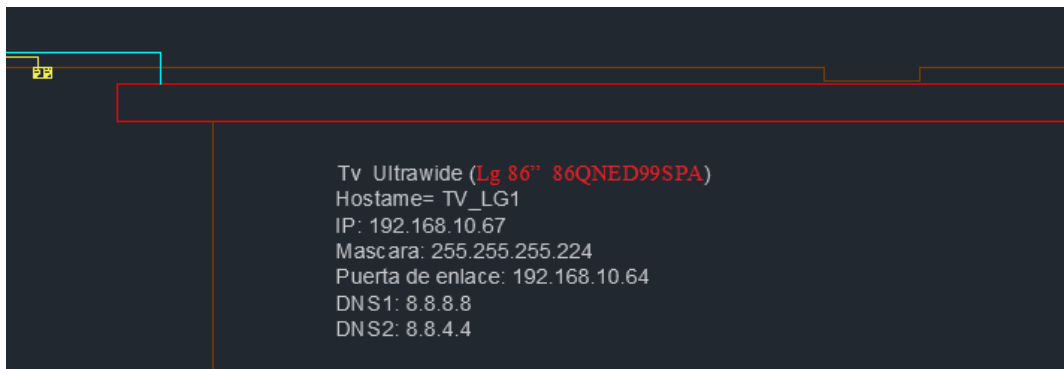 Tv Ultrawide (Lg 86” 86QNED99SPA)
Hostame= TV_LG1
IP: 192.168.10.67
Mascara: 255.255.255.224
Puerta de enlace: 192.168.10.64
DNS1: 8.8.8.8
DNS2: 8.8.4.4